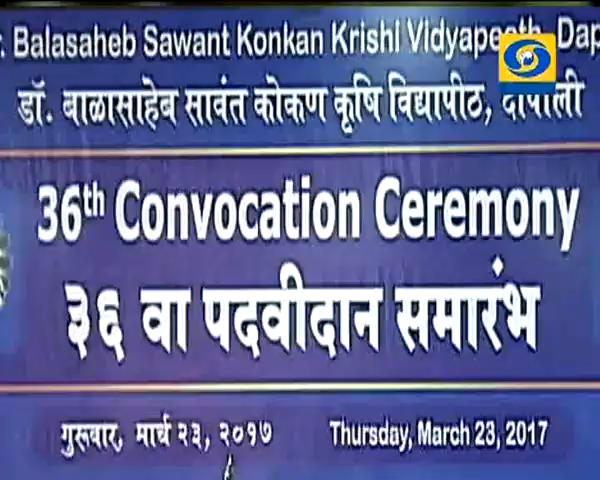 . Balasaheb Sawant Konkan Krishi Vidyapeeth, Dap
डॉ. बाळासाहेब सावंत कोकण कृषि विद्यापीठ, दापोली
36th Convocation Ceremony
३६ वा पदवीदान समारंभ
गुरूवार, मार्च २३, २०१७ Thursday, March 23, 2017